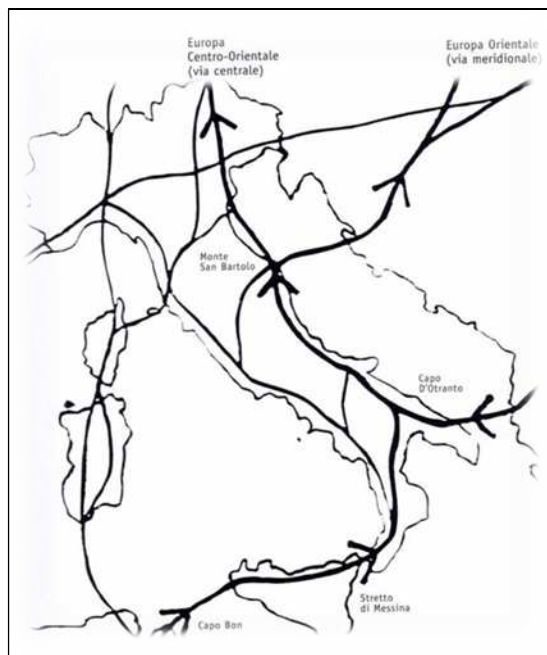 Europa
Centro-Orientale
(via centrale)
Europa Orientale
(via meridionale)
Monte
San Bartolo
Capo
D'Otranto
Stretto
di Messina
Capo Bon